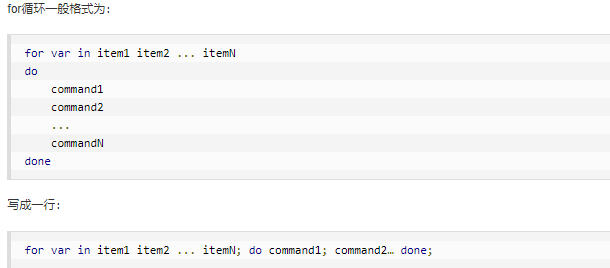 for循环一般格式为：
for var in item1 item2 ... itemN
do
    command1
    command2
    ...
    commandN
done
写成一行：
for var in item1 item2 ... itemN; do command1; command2… done;